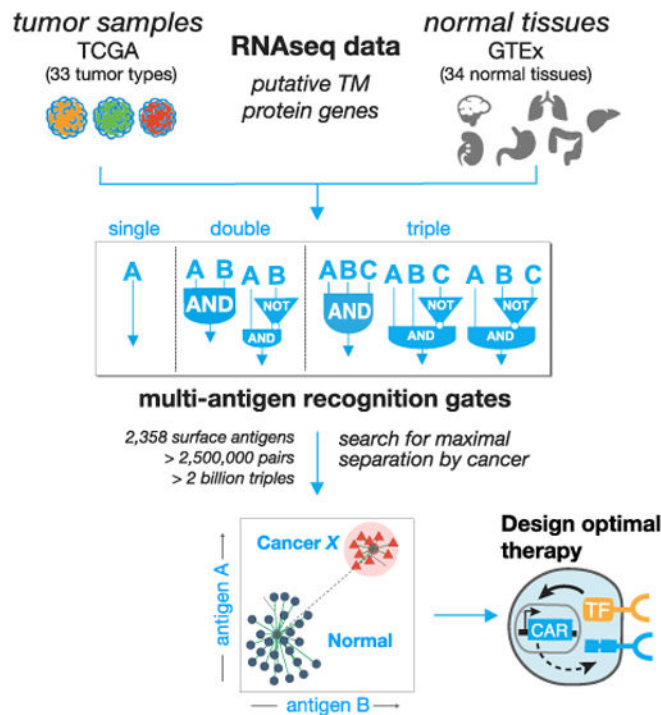 tumor samples
TCGA
(33 tumor types)
RNAseq data
putative TM
protein genes
normal tissues
GTEx
(34 normal tissues)
single
double
triple
A
A B
AND
A B
NOT
AND
A B C
AND
A B C
NOT
AND
A B C
NOT
AND
multi-antigen recognition gates
2,358 surface antigens
> 2,500,000 pairs
> 2 billion triples
search for maximal
separation by cancer
antigen A
Cancer X
Normal
antigen B
Design optimal
therapy
TF
CAR